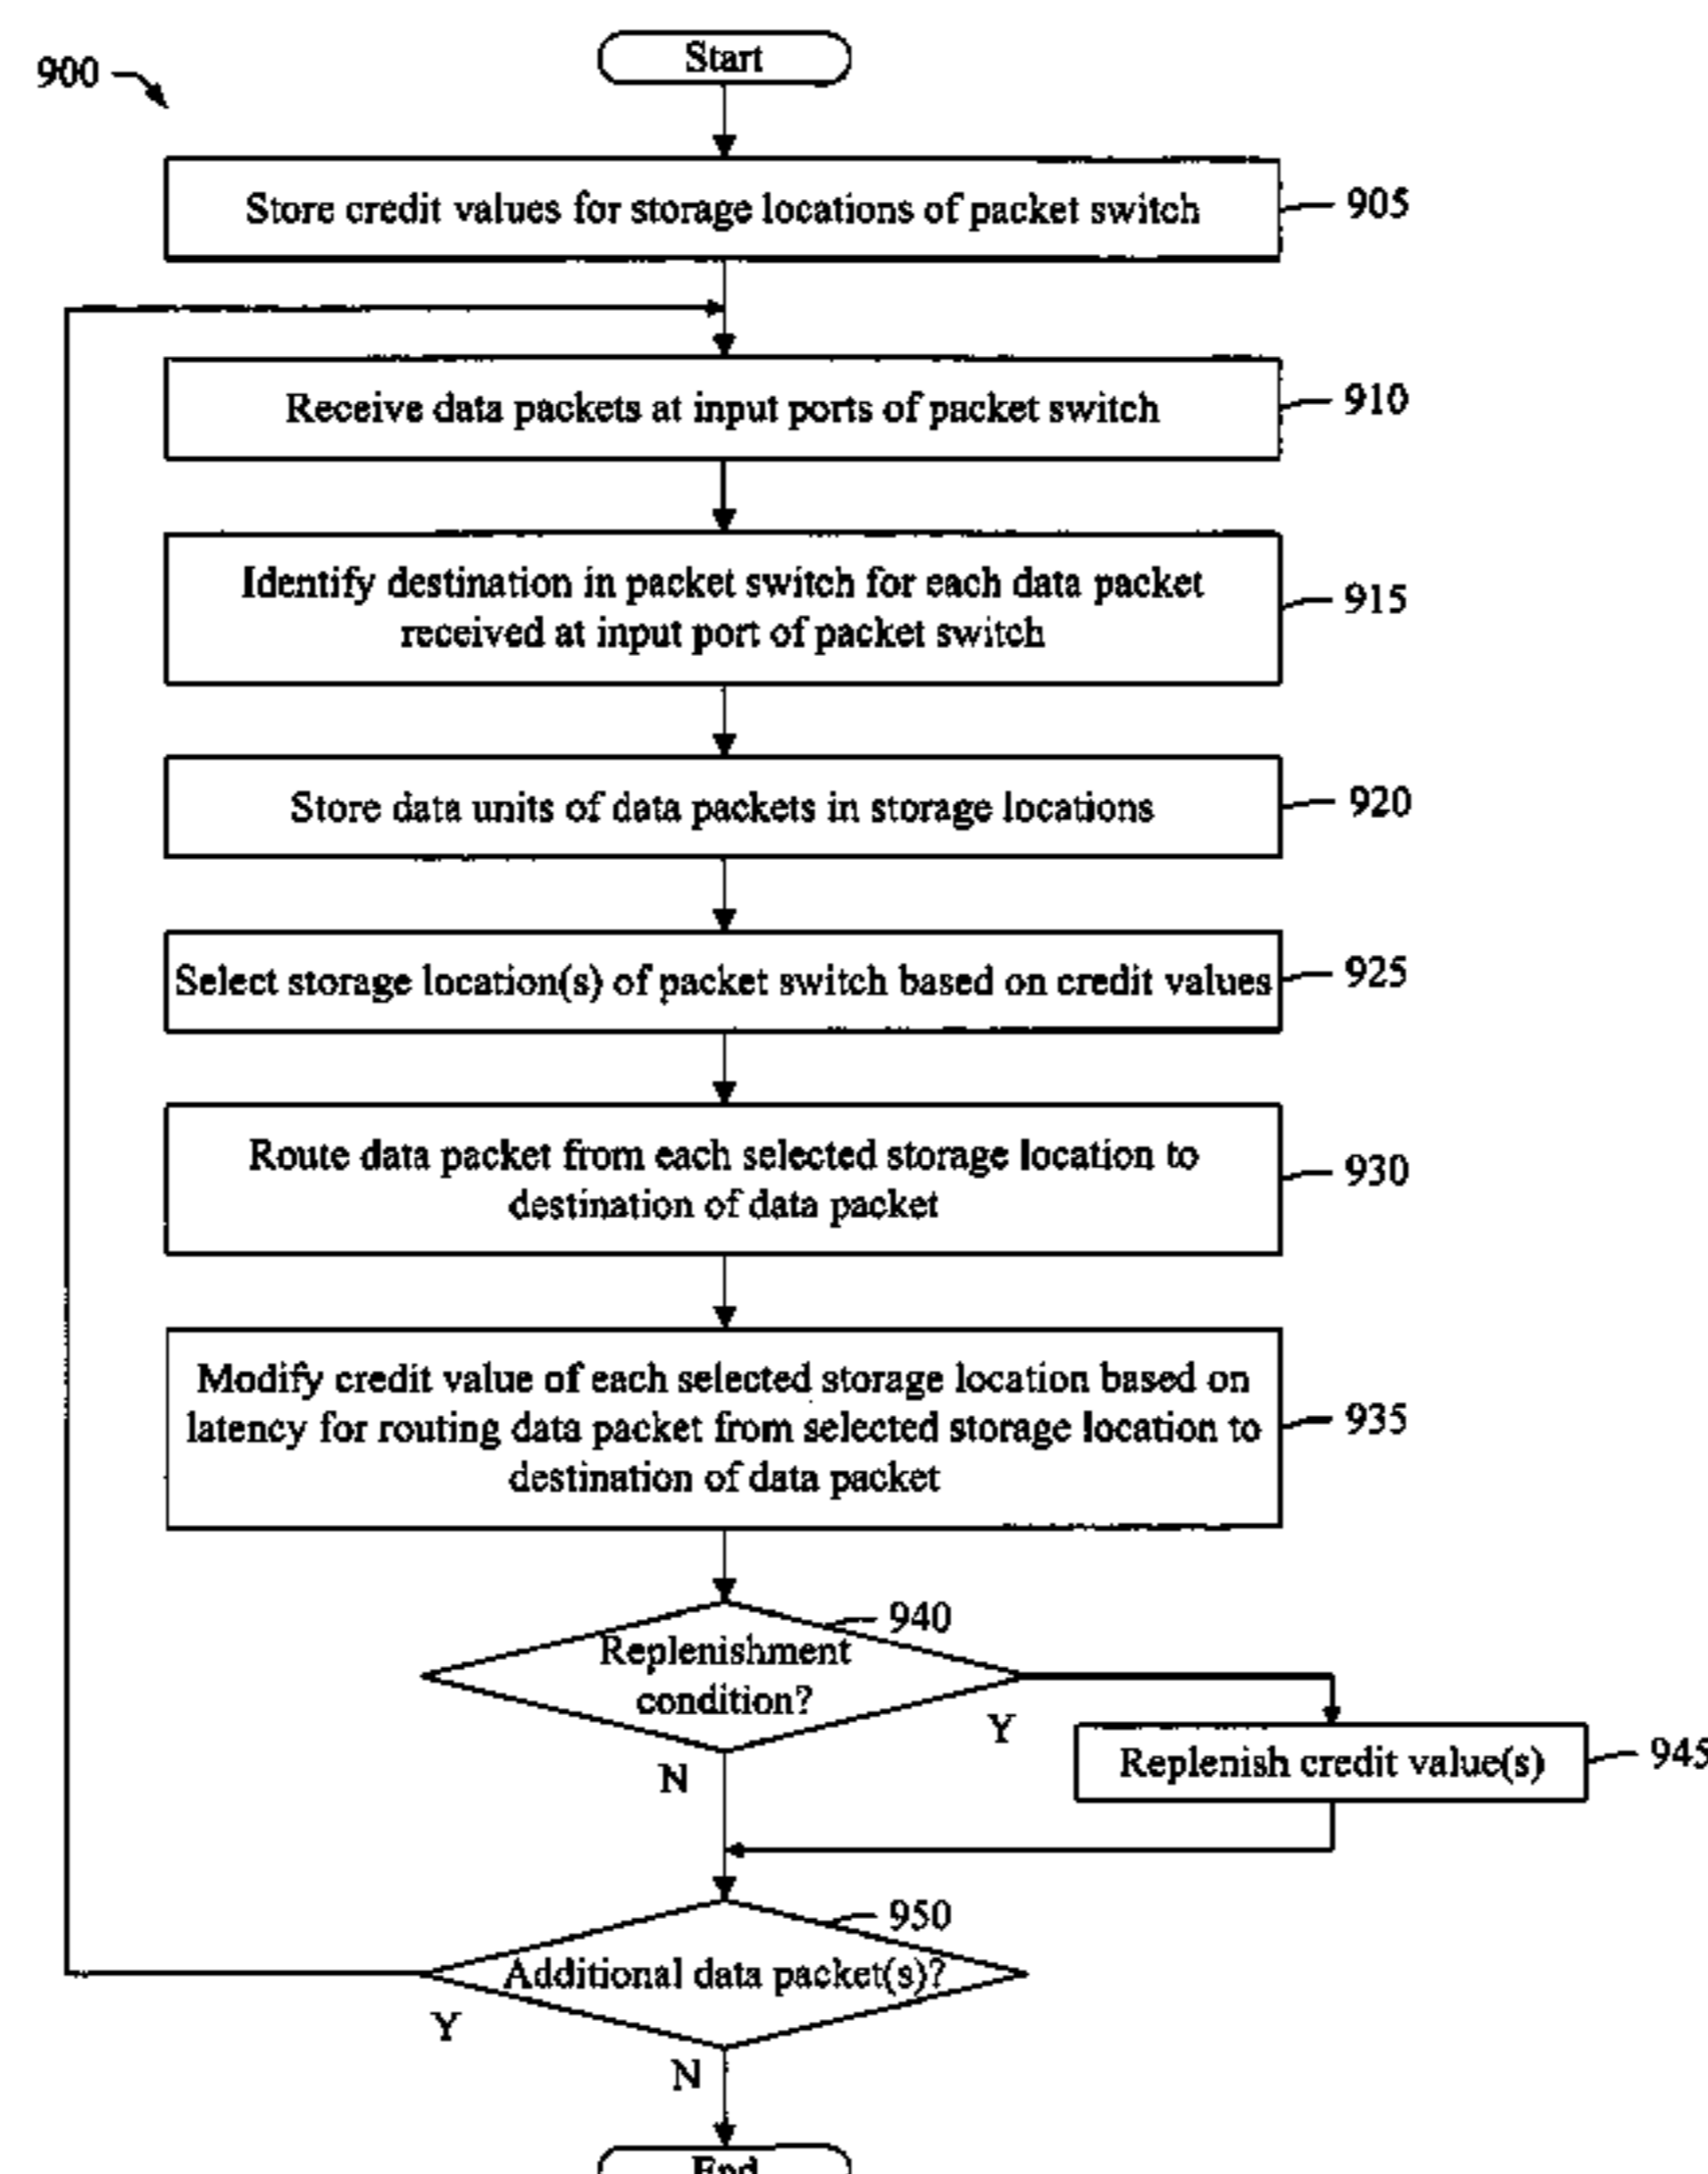 900
Start
Store credit values for storage locations of packet switch
905
Receive data packets at input ports of packet switch
910
Identify destination in packet switch for each data packet
received at input port of packet switch
915
Store data units of data packets in storage locations
920
Select storage location(s) of packet switch based on credit values
925
Route data packet from each selected storage location to
destination of data packet
930
Modify credit value of each selected storage location based on
latency for routing data packet from selected storage location to
destination of data packet
935
940
Replenishment
condition?
Y
N
Replenish credit value(s)
945
950
Additional data packet(s)?
Y
N
End